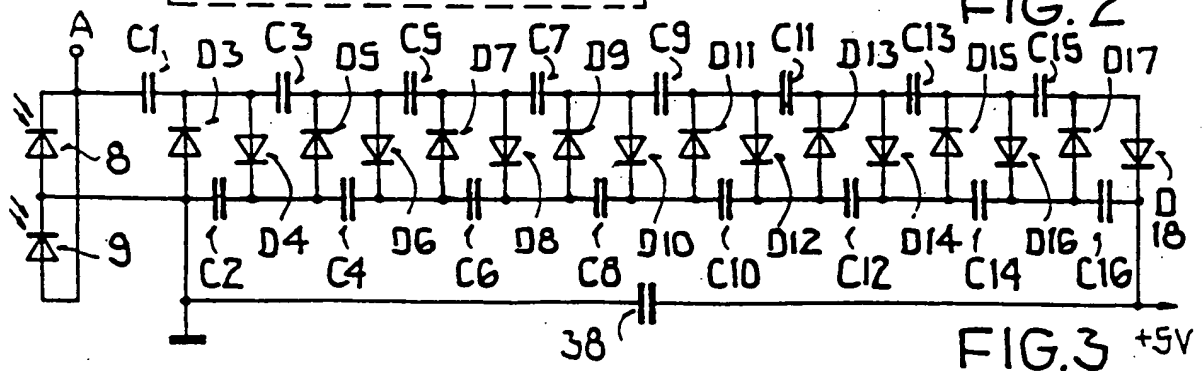 FIG. 2
A
C1 D3 C3 D5 C5 D7 C7 D9 C9 D11 C11 D13 C13 D15 C15 D17
8
9
C2 D4 C4 D6 C6 D8 C8 D10 C10 D12 C12 D14 C14 D16 C16 D18
38
FIG.3 +5V